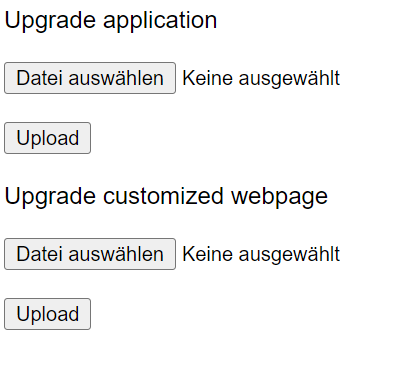 Upgrade application
Datei auswählen Keine ausgewählt
Upload
Upgrade customized webpage
Datei auswählen Keine ausgewählt
Upload